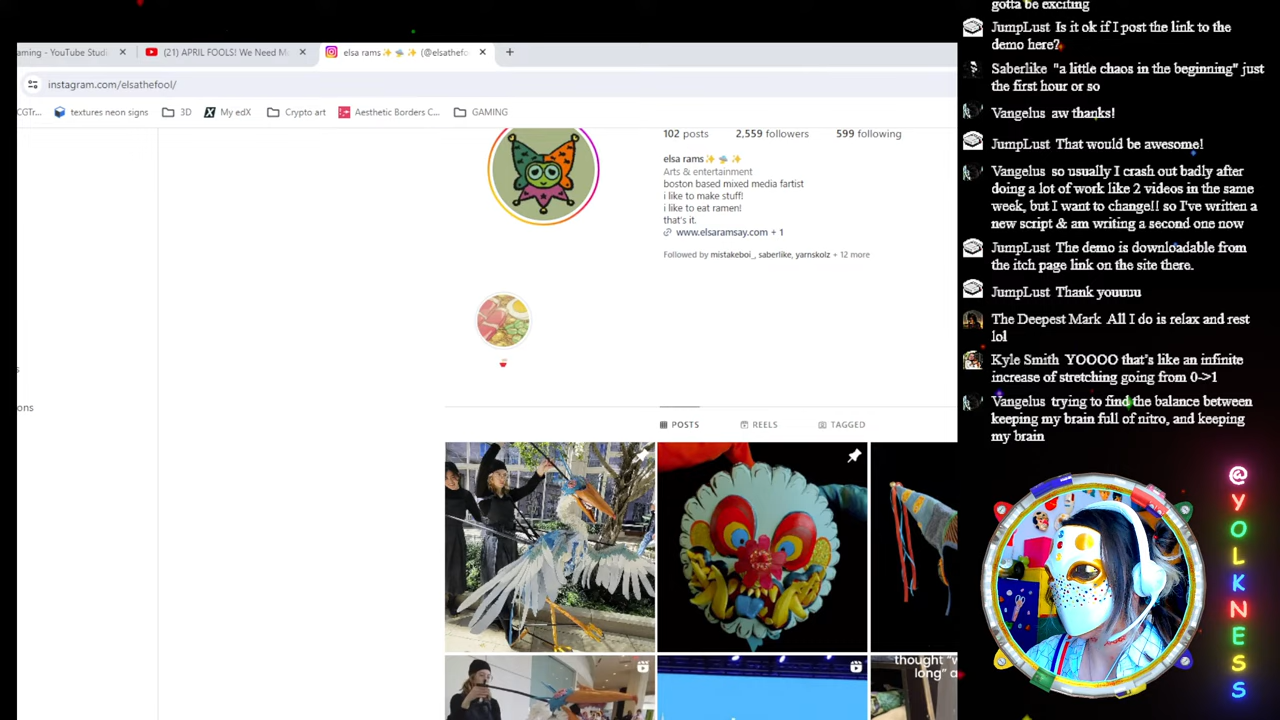 aming - YouTube Studi
(21) APRIL FOOLS! We Need M
elsa rams✨🛸✨ (@elsathefo
instagram.com/elsathefool/
CGTr...
textures neon signs
3D
My edX
Crypto art
Aesthetic Borders C...
GAMING
102 posts 2,559 followers 599 following
elsa rams✨🛸✨
Arts & entertainment
boston based mixed media fartist
i like to make stuff!
i like to eat ramen!
that's it.
www.elsaramsay.com + 1
Followed by mistakeboi_, saberlike, yarnskolz + 12 more
s
ons
POSTS REELS TAGGED
thought "w
long" a
gotta be exciting
JumpLust Is it ok if I post the link to the
demo here?
Saberlike "a little chaos in the beginning" just
the first hour or so
Vangelus aw thanks!
JumpLust That would be awesome!
Vangelus so usually I crash out badly after
doing a lot of work like 2 videos in the same
week, but I want to change!! so I've written a
new script & am writing a second one now
JumpLust The demo is downloadable from
the itch page link on the site there.
JumpLust Thank youuuu
The Deepest Mark All I do is relax and rest
lol
Kyle Smith YOOOO that's like an infinite
increase of stretching going from 0->1
Vangelus trying to find the balance between
keeping my brain full of nitro, and keeping
my brain
@YOLKNESS